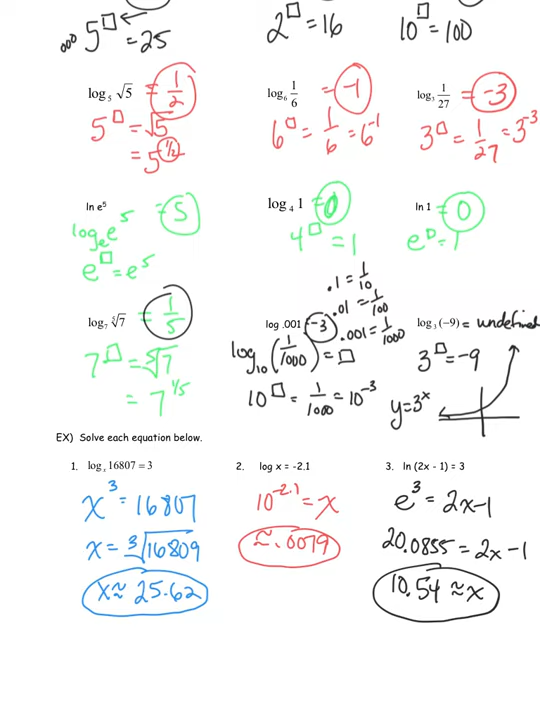 5^□ = 25
2^□ = 16
10^□ = 100
log₅ √5 = 1/2
5^□ = √5
= 5^(1/2)
log₆ 1/6 = -1
6^□ = 1/6 = 6^-1
log₃ 1/27 = -3
3^□ = 1/27 = 3^-3
ln e⁵ = 5
logₑ e⁵
e^□ = e⁵
log ₄ 1 = 0
4^□ = 1
ln 1 = 0
e^□ = 1
log₇ ⁵√7 = 1/5
7^□ = ⁵√7
= 7^(1/5)
.1 = 1/10
.01 = 1/100
.001 = 1/1000
log .001 = -3
log₁₀ (1/1000) = □
10^□ = 1/1000 = 10^-3
log₃ (-9) = undefined
3^□ = -9
y = 3^x
EX) Solve each equation below.
1. logₓ 16807 = 3
x³ = 16807
x = ³√16809
x ≈ 25.62
2. log x = -2.1
10^-2.1 = x
≈ .0079
3. ln (2x - 1) = 3
e³ = 2x-1
20.0855 = 2x-1
10.54 ≈ x